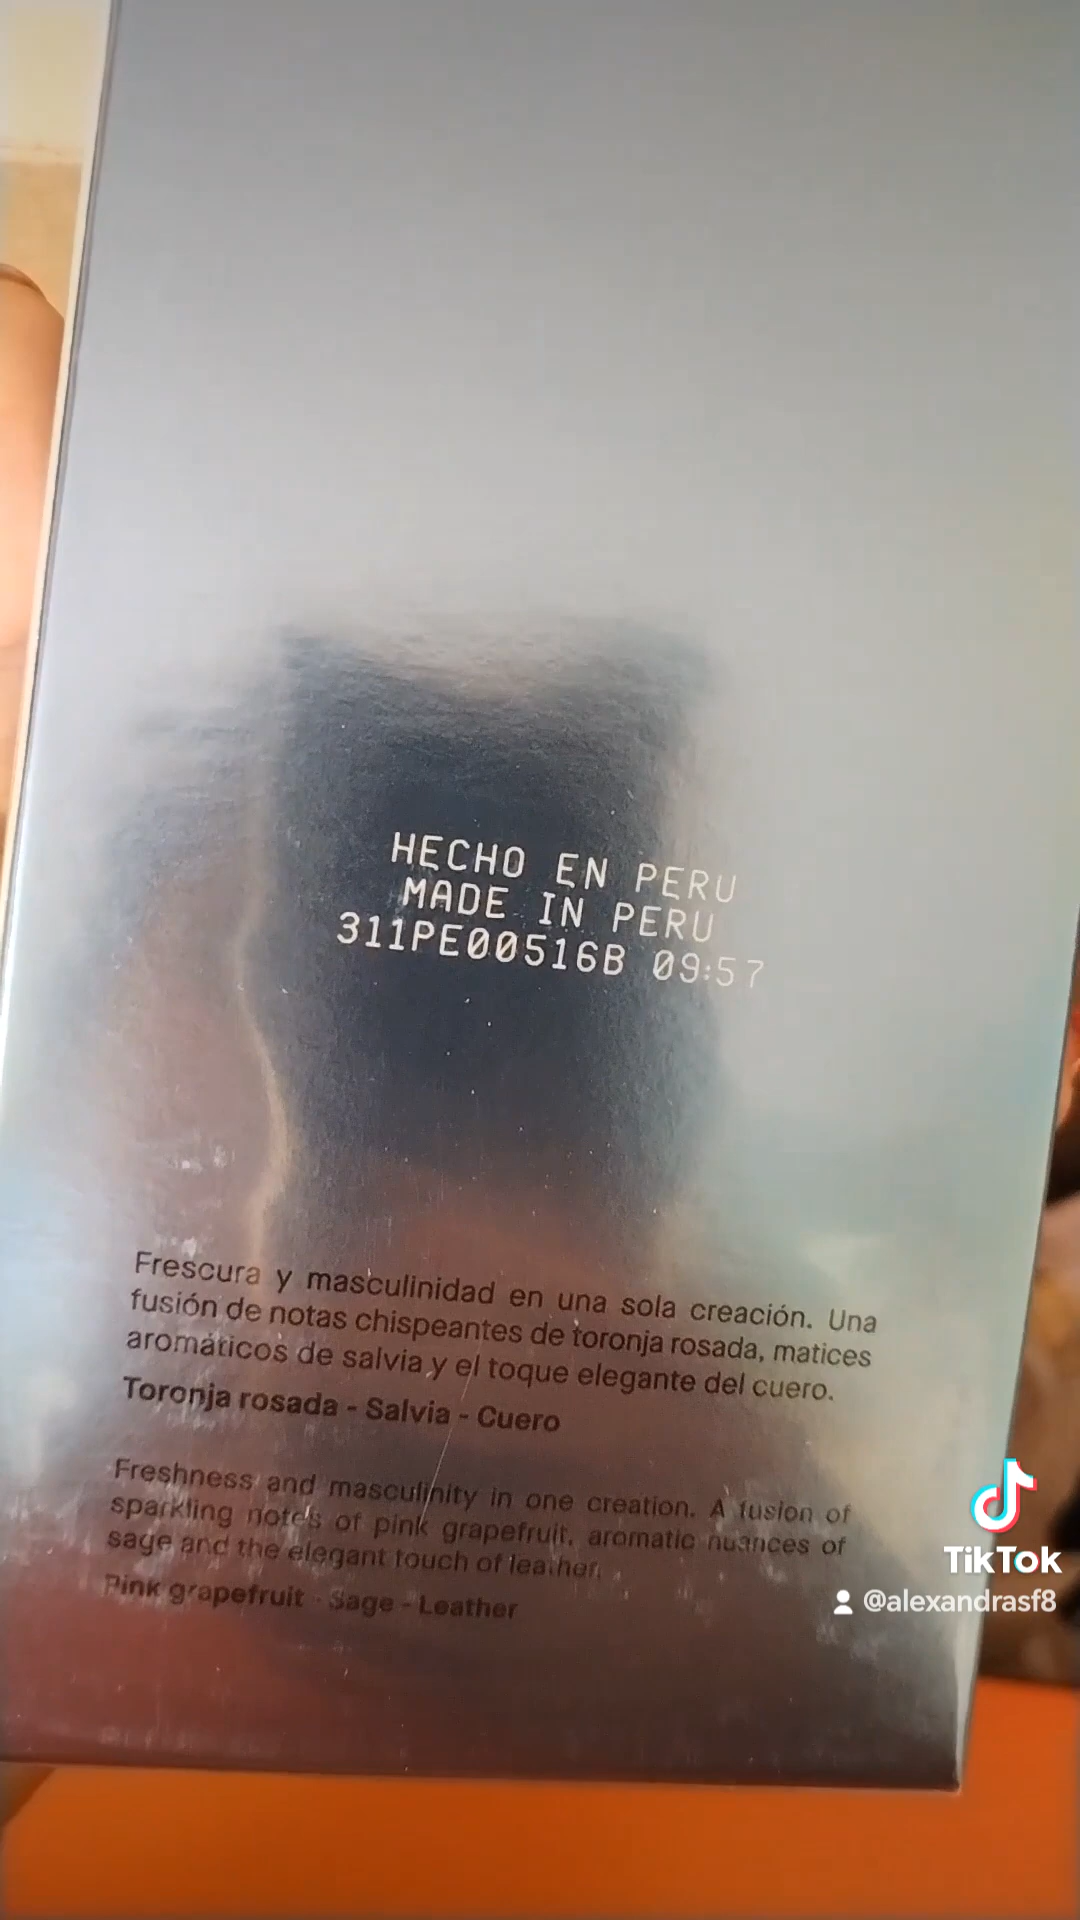 HECHO EN PERU
MADE IN PERU
311PE00516B 09:57
Frescura y masculinidad en una sola creación. Una
fusión de notas chispeantes de toronja rosada, matices
aromáticos de salvia y el toque elegante del cuero.
Toronja rosada - Salvia - Cuero
Freshness and masculinity in one creation. A fusion of
sparkling notes of pink grapefruit, aromatic nuances of
sage and the elegant touch of leather.
Pink grapefruit - Sage - Leather
TikTok
@alexandrasf8